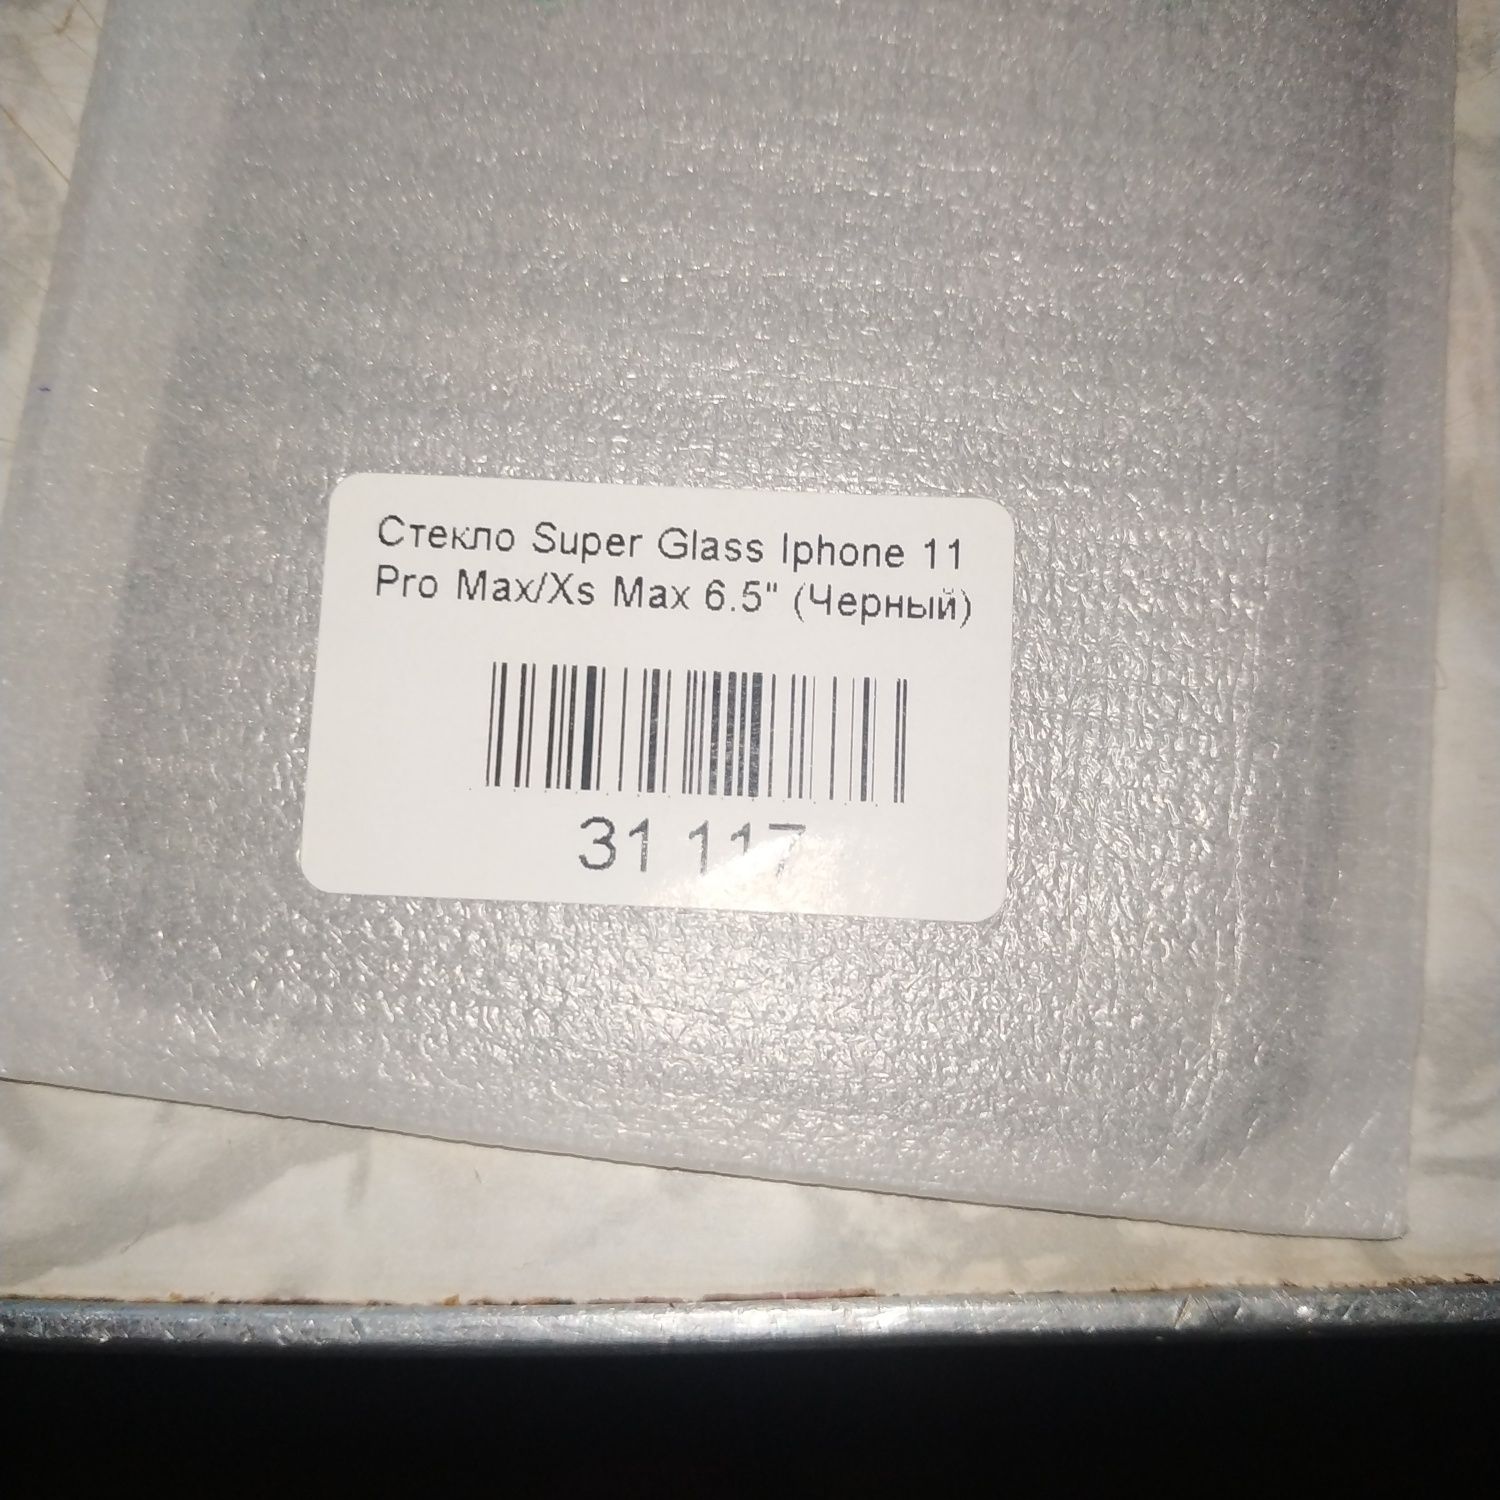 Стекло Super Glass Iphone 11
Pro Max/Xs Max 6.5" (Черный)
31 117